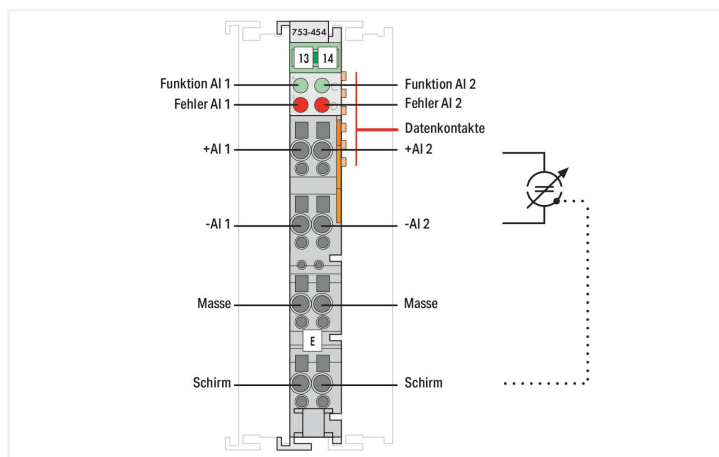 753-454
13 14
Funktion AI 1
Funktion AI 2
Fehler AI 1
Fehler AI 2
Datenkontakte
+AI 1
+AI 2
-AI 1
-AI 2
Masse
Masse
E
Schirm
Schirm